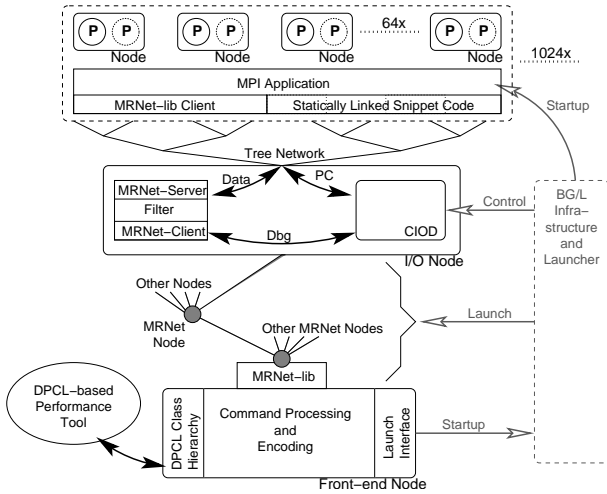 P P P P P P 64x P P
Node Node Node Node
1024x
MPI Application
MRNet-lib Client Statically Linked Snippet Code
Startup
Tree Network
Data PC
MRNet-Server
Filter
MRNet-Client
Dbg
CIOD
I/O Node
Control
BG/L
Infra-
structure
and
Launcher
Other Nodes
MRNet
Node
Launch
Other MRNet Nodes
MRNet-lib
DPCL-based
Performance
Tool
DPCL Class
Hierarchy
Command Processing
and
Encoding
Launch
Interface
Startup
Front-end Node